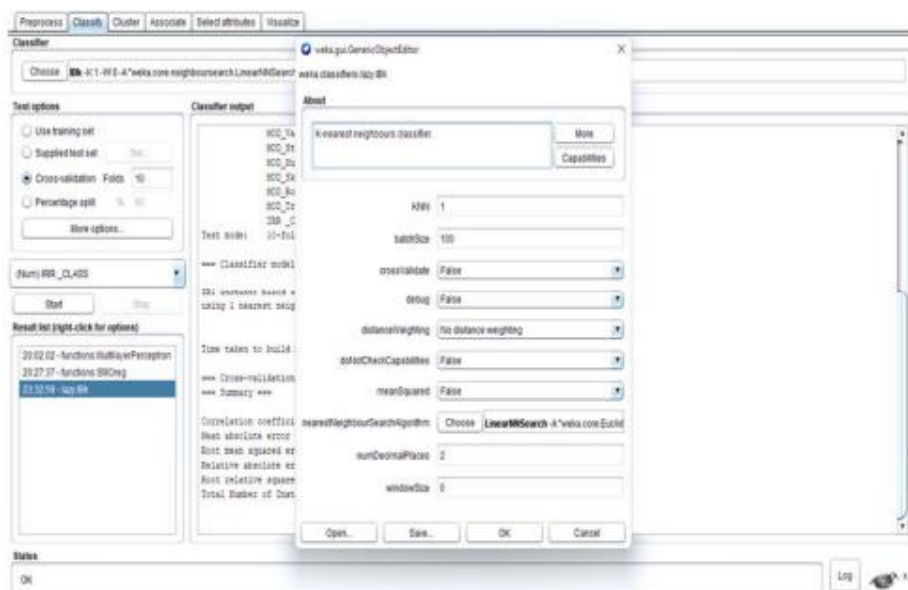 Preprocess Classify Cluster Associate Select attributes Visualize
Classifier
Choose IBk -K 1 -W 0 -A "weka.core.neighboursearch.LinearNNSearch
Test options
Use training set
Supplied test set Set...
Cross-validation Folds 10
Percentage split %
More options...
(Num) IRR _CLASS
Start Stop
Result list (right-click for options)
20:02:02 - functions.MultilayerPerceptron
20:27:37 - functions.SMOreg
- lazy.IBk
Classifier output
Test mode: 10-fol
=== Classifier model
IB1 instance based
using 1 nearest neig
Time taken to build
=== Cross-validation
=== Summary ===
Correlation coeffici
Mean absolute error
Root mean squared er
Relative absolute er
Root relative square
Total Number of Inst
weka.gui.GenericObjectEditor
weka.classifiers.lazy.IBk
About
K-nearest neighbours classifier.
More
Capabilities
KNN 1
batchSize 100
crossValidate False
debug False
distanceWeighting No distance weighting
doNotCheckCapabilities False
meanSquared False
nearestNeighbourSearchAlgorithm Choose LinearNNSearch -A "weka.core.Euclid
numDecimalPlaces 2
windowSize 0
Open... Save... OK Cancel
Status
OK
Log
x